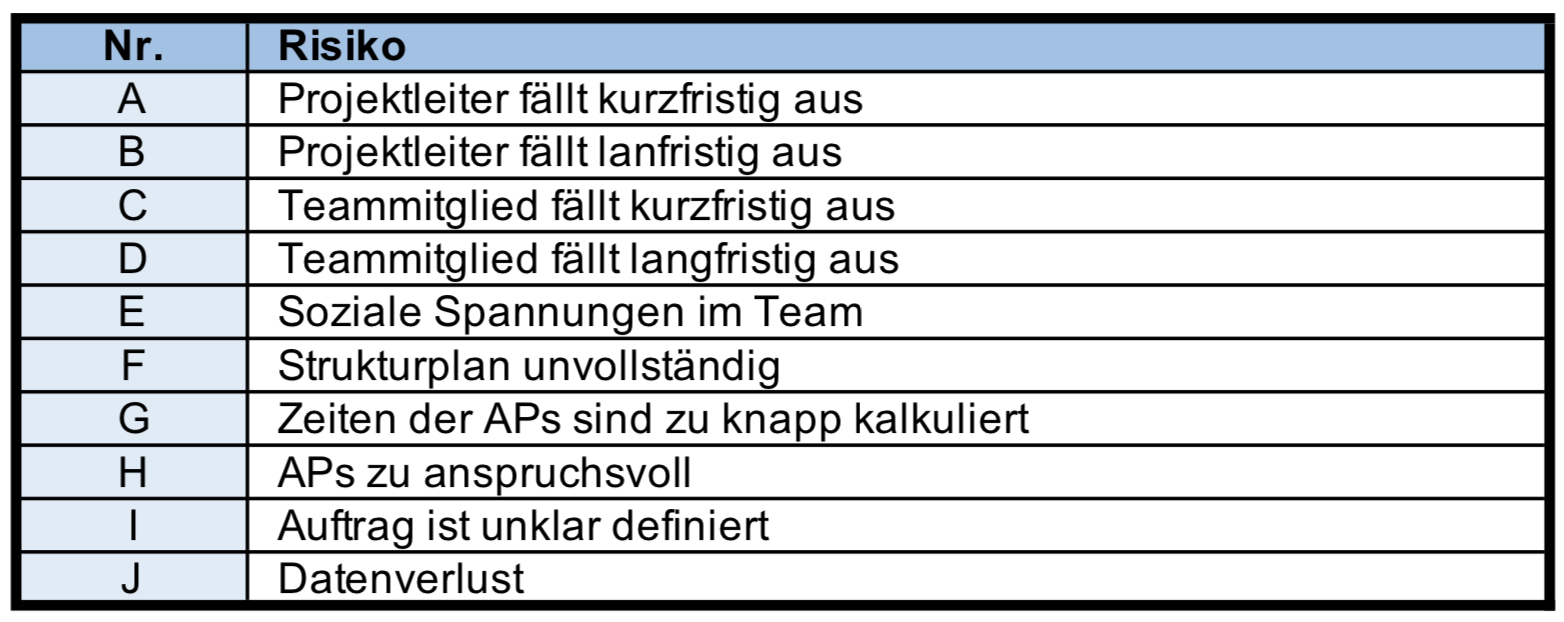 Nr. Risiko
A Projektleiter fällt kurzfristig aus
B Projektleiter fällt lanfristig aus
C Teammitglied fällt kurzfristig aus
D Teammitglied fällt langfristig aus
E Soziale Spannungen im Team
F Strukturplan unvollständig
G Zeiten der APs sind zu knapp kalkuliert
H APs zu anspruchsvoll
I Auftrag ist unklar definiert
J Datenverlust